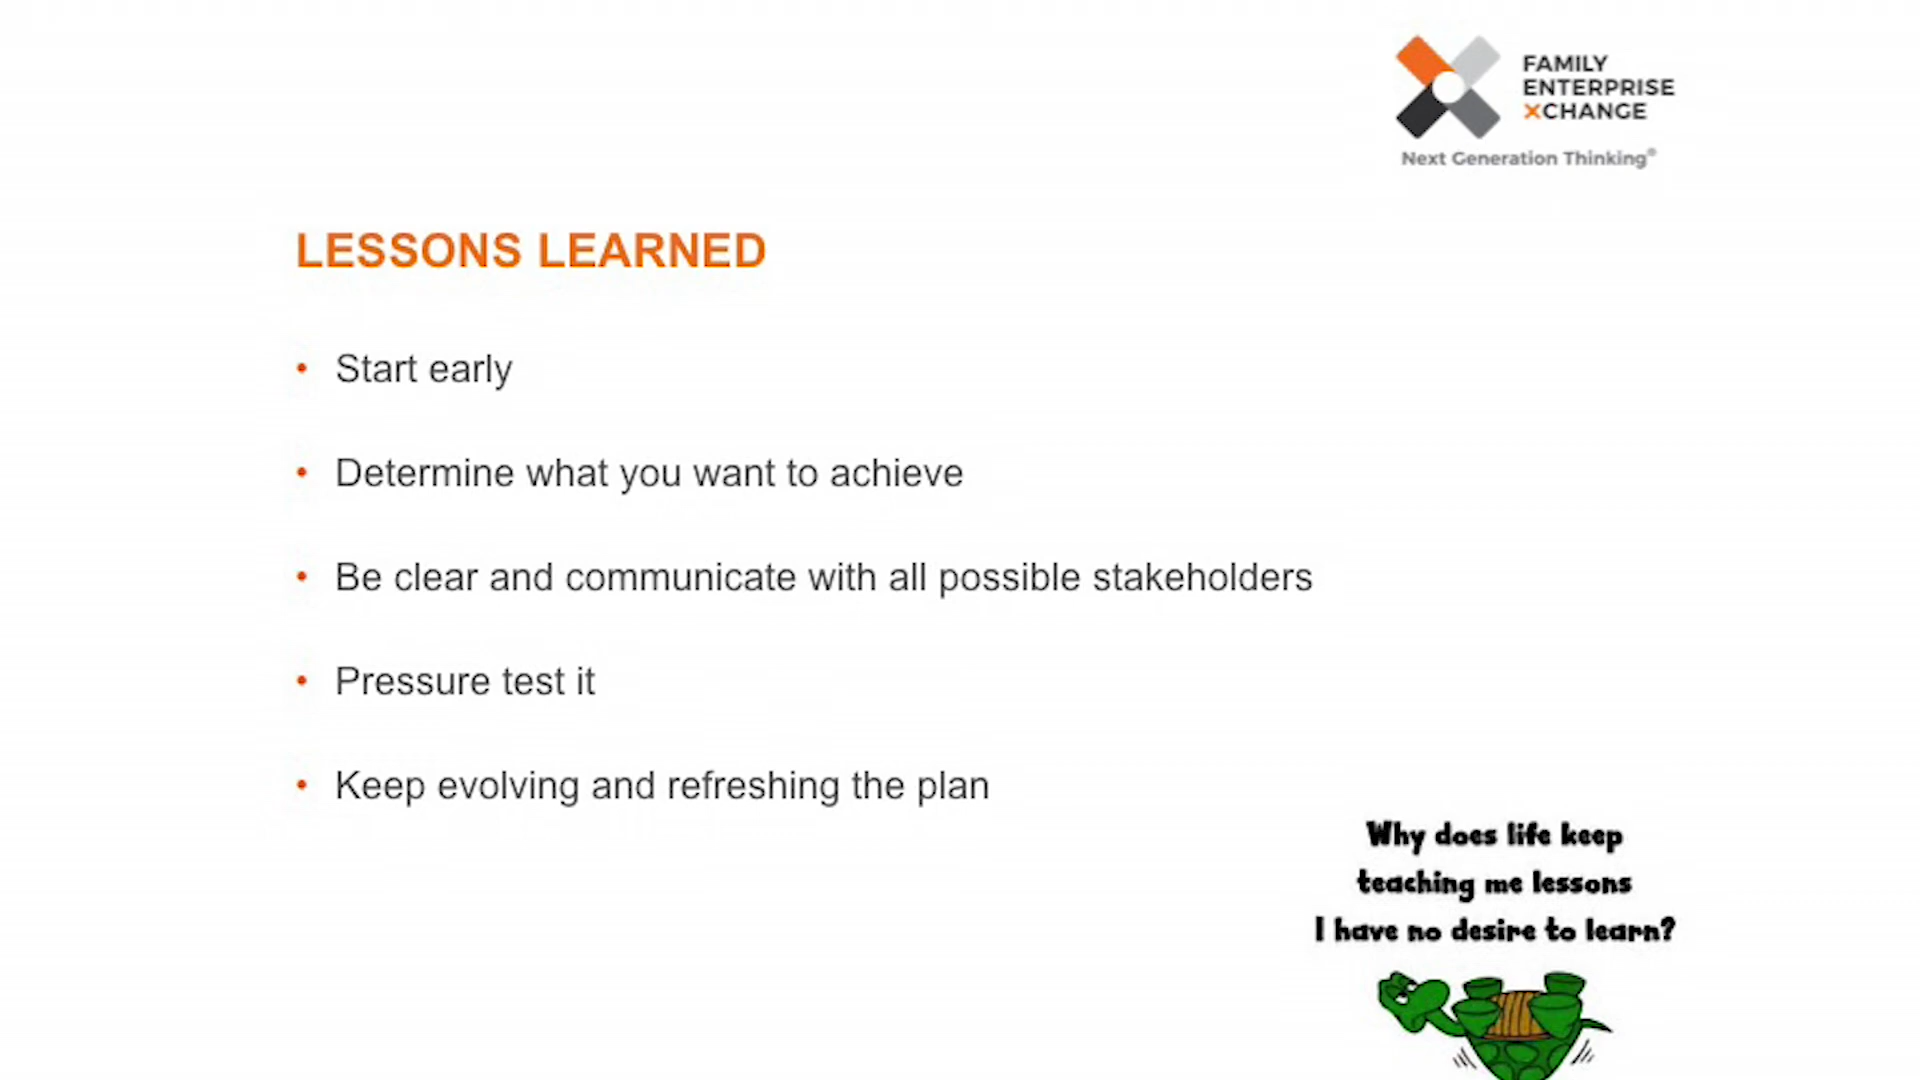 FAMILY
ENTERPRISE
XCHANGE
Next Generation Thinking®
LESSONS LEARNED
• Start early
• Determine what you want to achieve
• Be clear and communicate with all possible stakeholders
• Pressure test it
• Keep evolving and refreshing the plan
Why does life keep
teaching me lessons
I have no desire to learn?